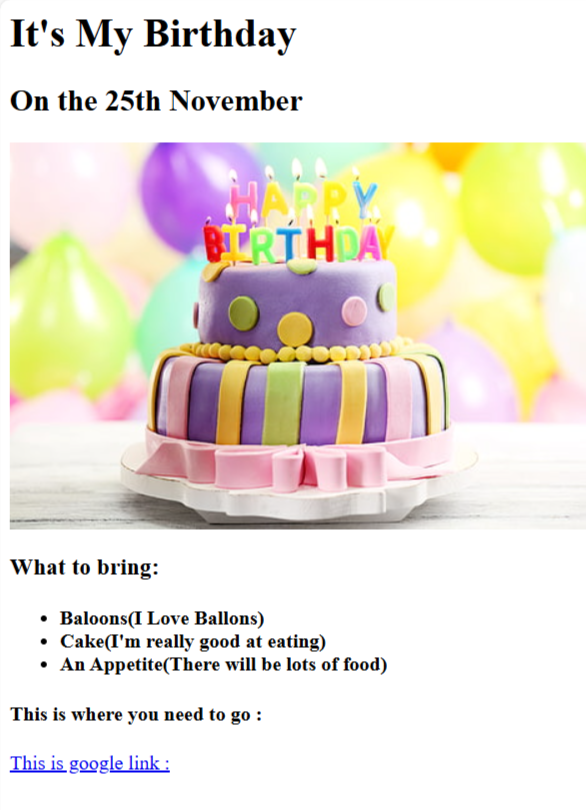 It's My Birthday
On the 25th November
HAPPY
BIRTHDAY
What to bring:
Baloons(I Love Ballons)
Cake(I'm really good at eating)
An Appetite(There will be lots of food)
This is where you need to go :
This is google link :